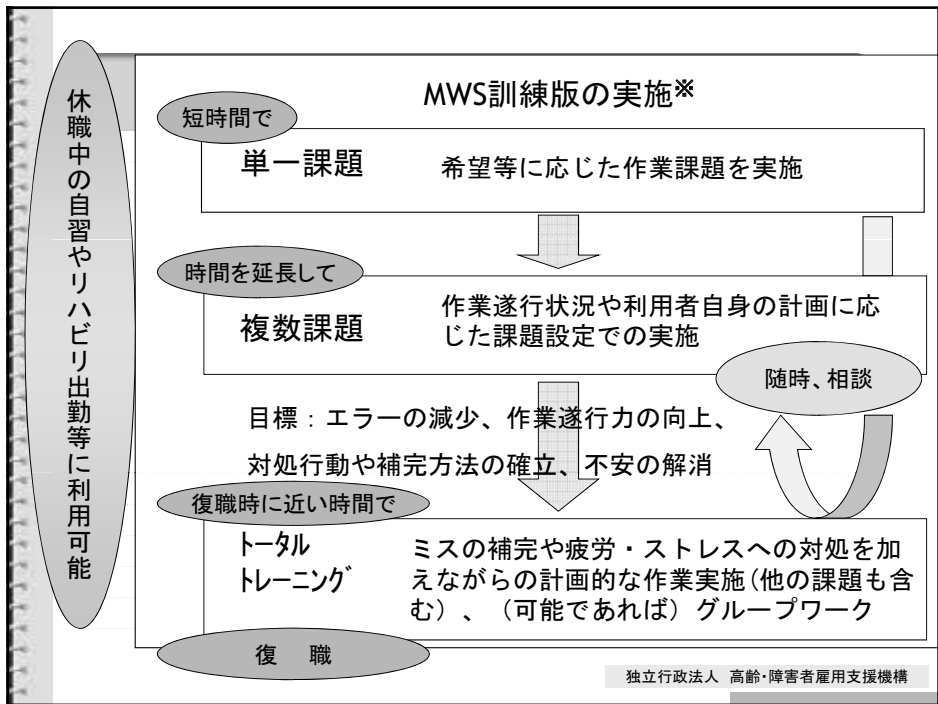 休職中の自習やリハビリ出勤等に利用可能
MWS訓練版の実施※
短時間で
単一課題
希望等に応じた作業課題を実施
時間を延長して
複数課題
作業遂行状況や利用者自身の計画に応
じた課題設定での実施
随時、相談
目標：エラーの減少、作業遂行力の向上、
対処行動や補完方法の確立、不安の解消
復職時に近い時間で
ﾄｰﾀﾙ
ﾄﾚｰﾆﾝｸﾞ
ミスの補完や疲労・ストレスへの対処を加
えながらの計画的な作業実施(他の課題も含
む）、（可能であれば）グループワーク
復　職
独立行政法人 高齢･障害者雇用支援機構